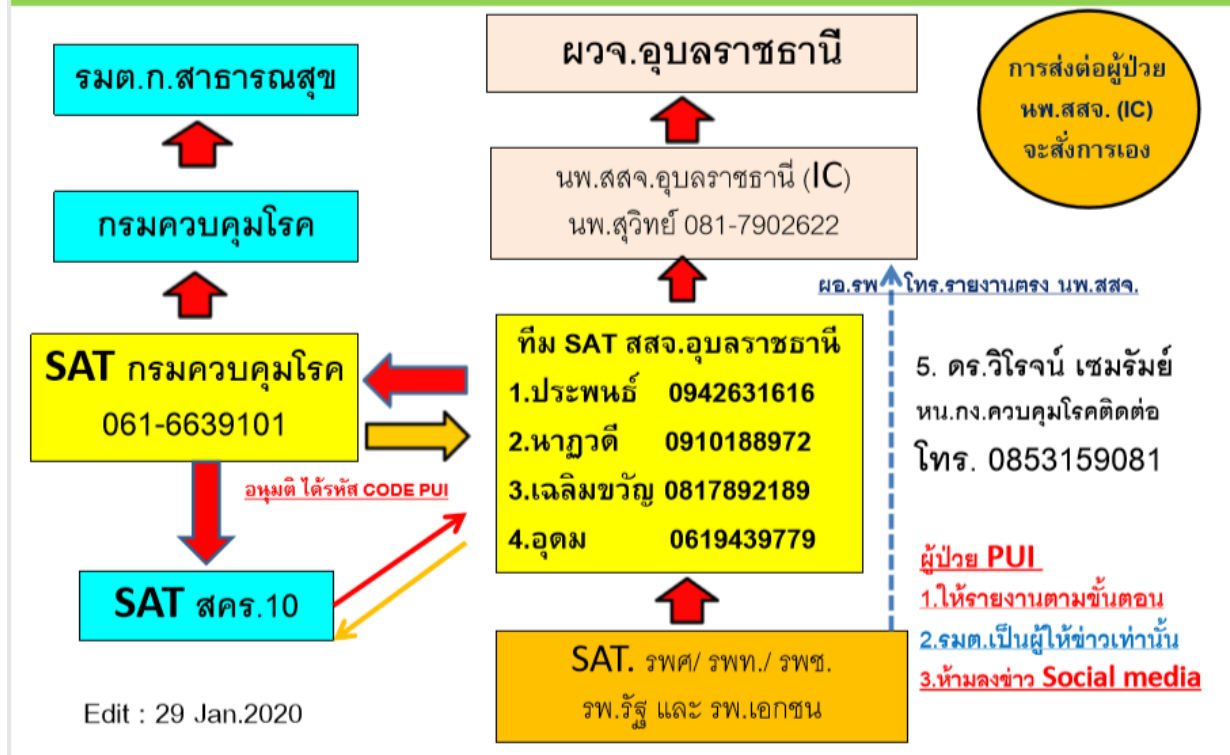 รมต.ก.สาธารณสุข
กรมควบคุมโรค
SAT กรมควบคุมโรค
061-6639101
อนุมติ ได้รหัส CODE PUI
SAT สคร.10
Edit : 29 Jan.2020
ผวจ.อุบลราชธานี
นพ.สสจ.อุบลราชธานี (IC)
นพ.สุวิทย์ 081-7902622
ทีม SAT สสจ.อุบลราชธานี
1.ประพนธ์ 0942631616
2.นาฏวดี 0910188972
3.เฉลิมขวัญ 0817892189
4.อุดม 0619439779
SAT. รพศ/ รพท./ รพช.
รพ.รัฐ และ รพ.เอกชน
การส่งต่อผู้ป่วย
นพ.สสจ. (IC)
จะสั่งการเอง
ผอ.รพ โทร.รายงานตรง นพ.สสจ.
5. ดร.วิโรจน์ เซมรัมย์
หน.กง.ควบคุมโรคติดต่อ
โทร. 0853159081
ผู้ป่วย PUI
1.ให้รายงานตามขั้นตอน
2.รมต.เป็นผู้ให้ข่าวเท่านั้น
3.ห้ามลงข่าว Social media